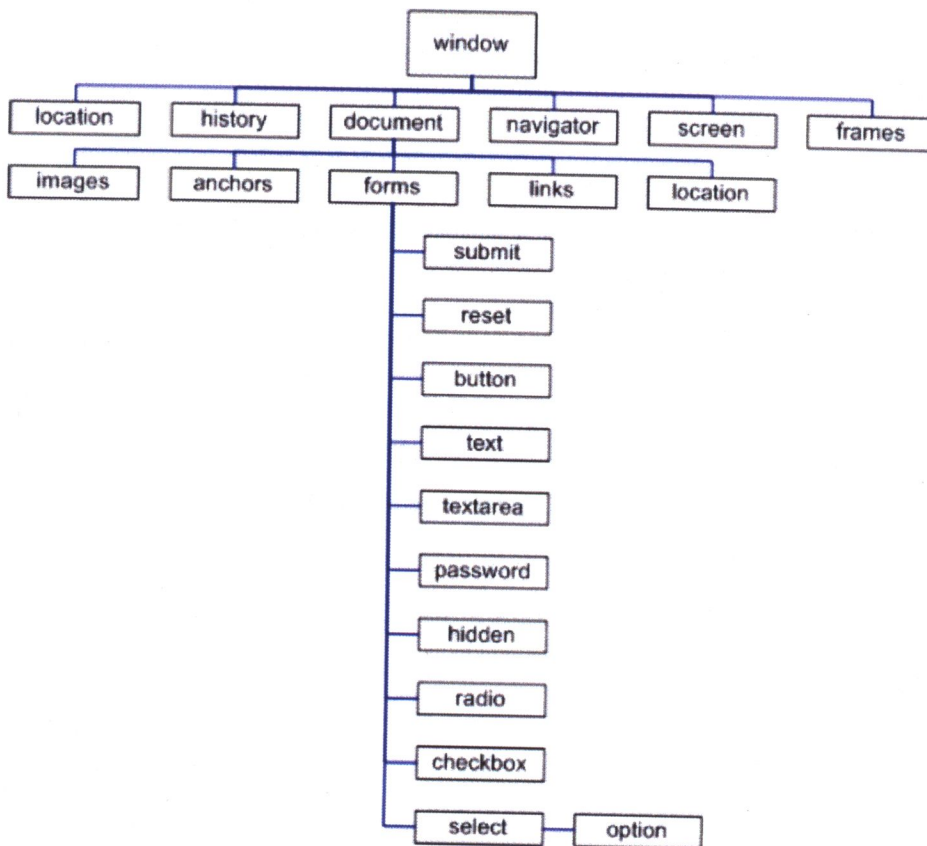 window
location history document navigator screen frames
images anchors forms links location
submit
reset
button
text
textarea
password
hidden
radio
checkbox
select option